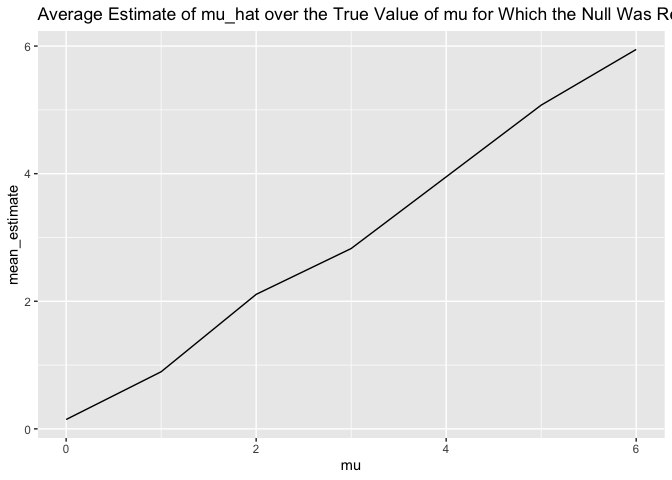 Average Estimate of mu_hat over the True Value of mu for Which the Null Was
6
4
2
0
mean_estimate
0 2 4 6
mu